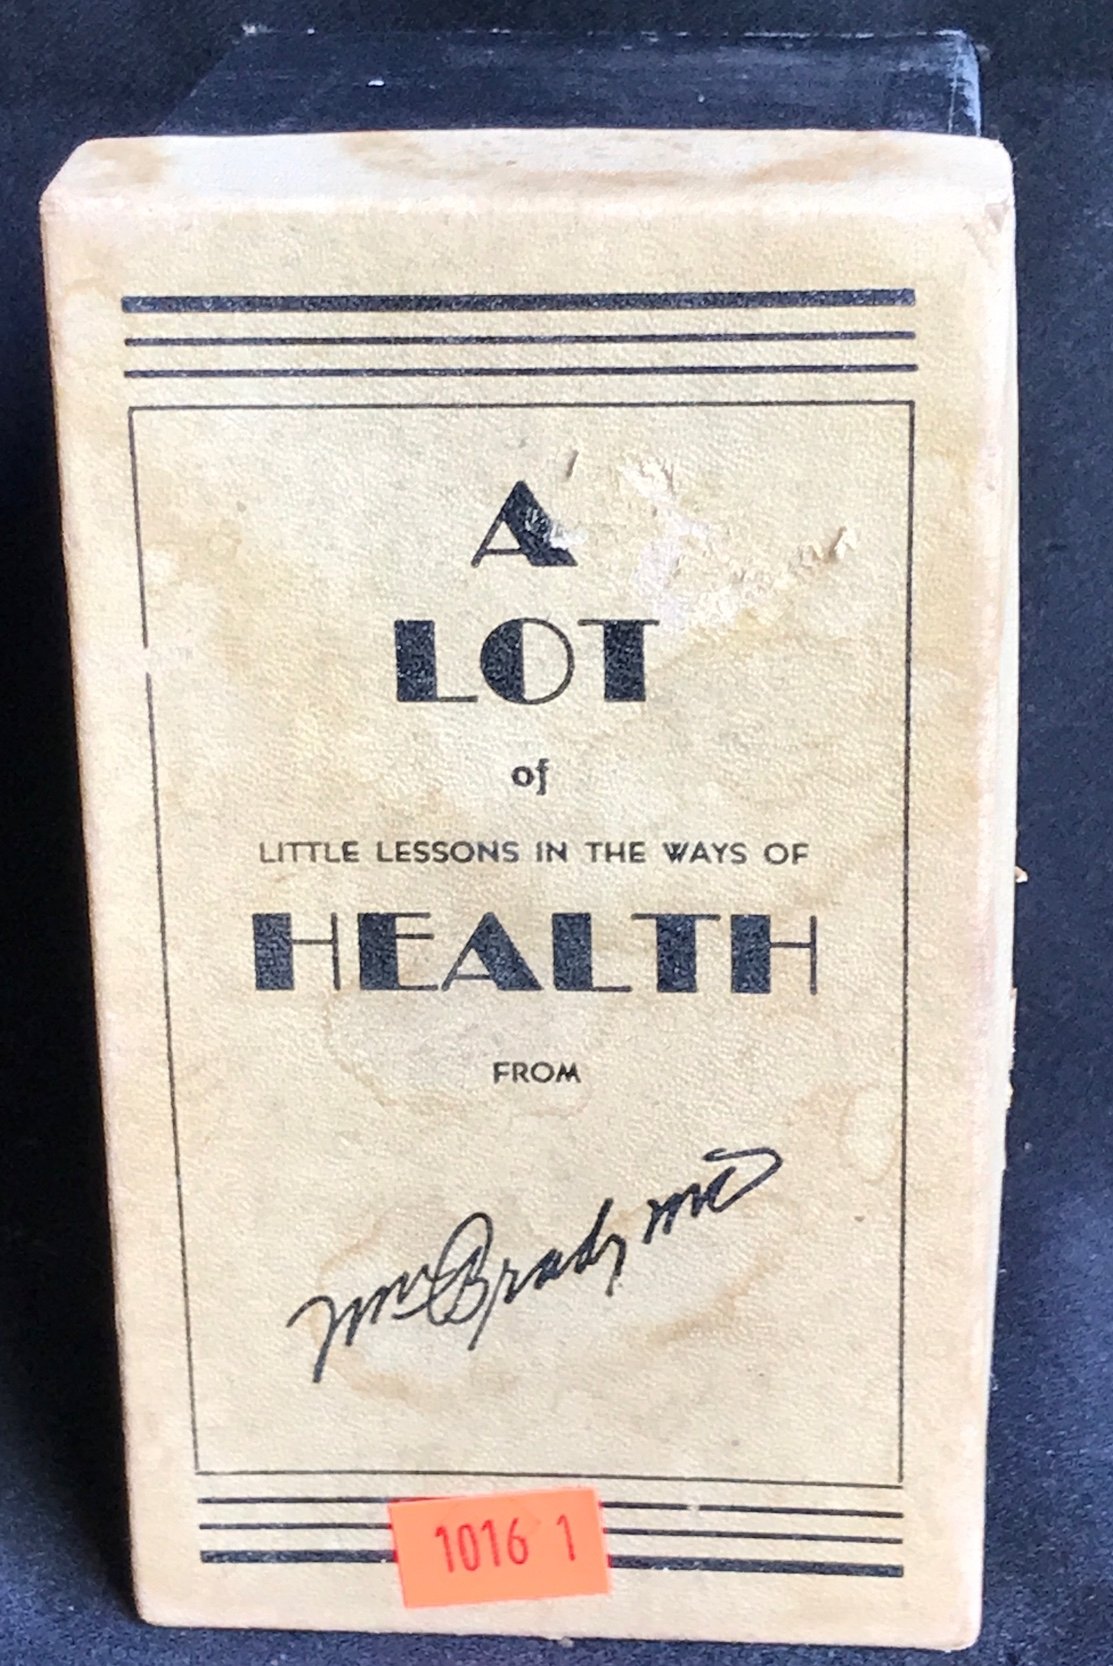 A
LOT
of
LITTLE LESSONS IN THE WAYS OF
HEALTH
FROM
Wm Brady MD
1016 1